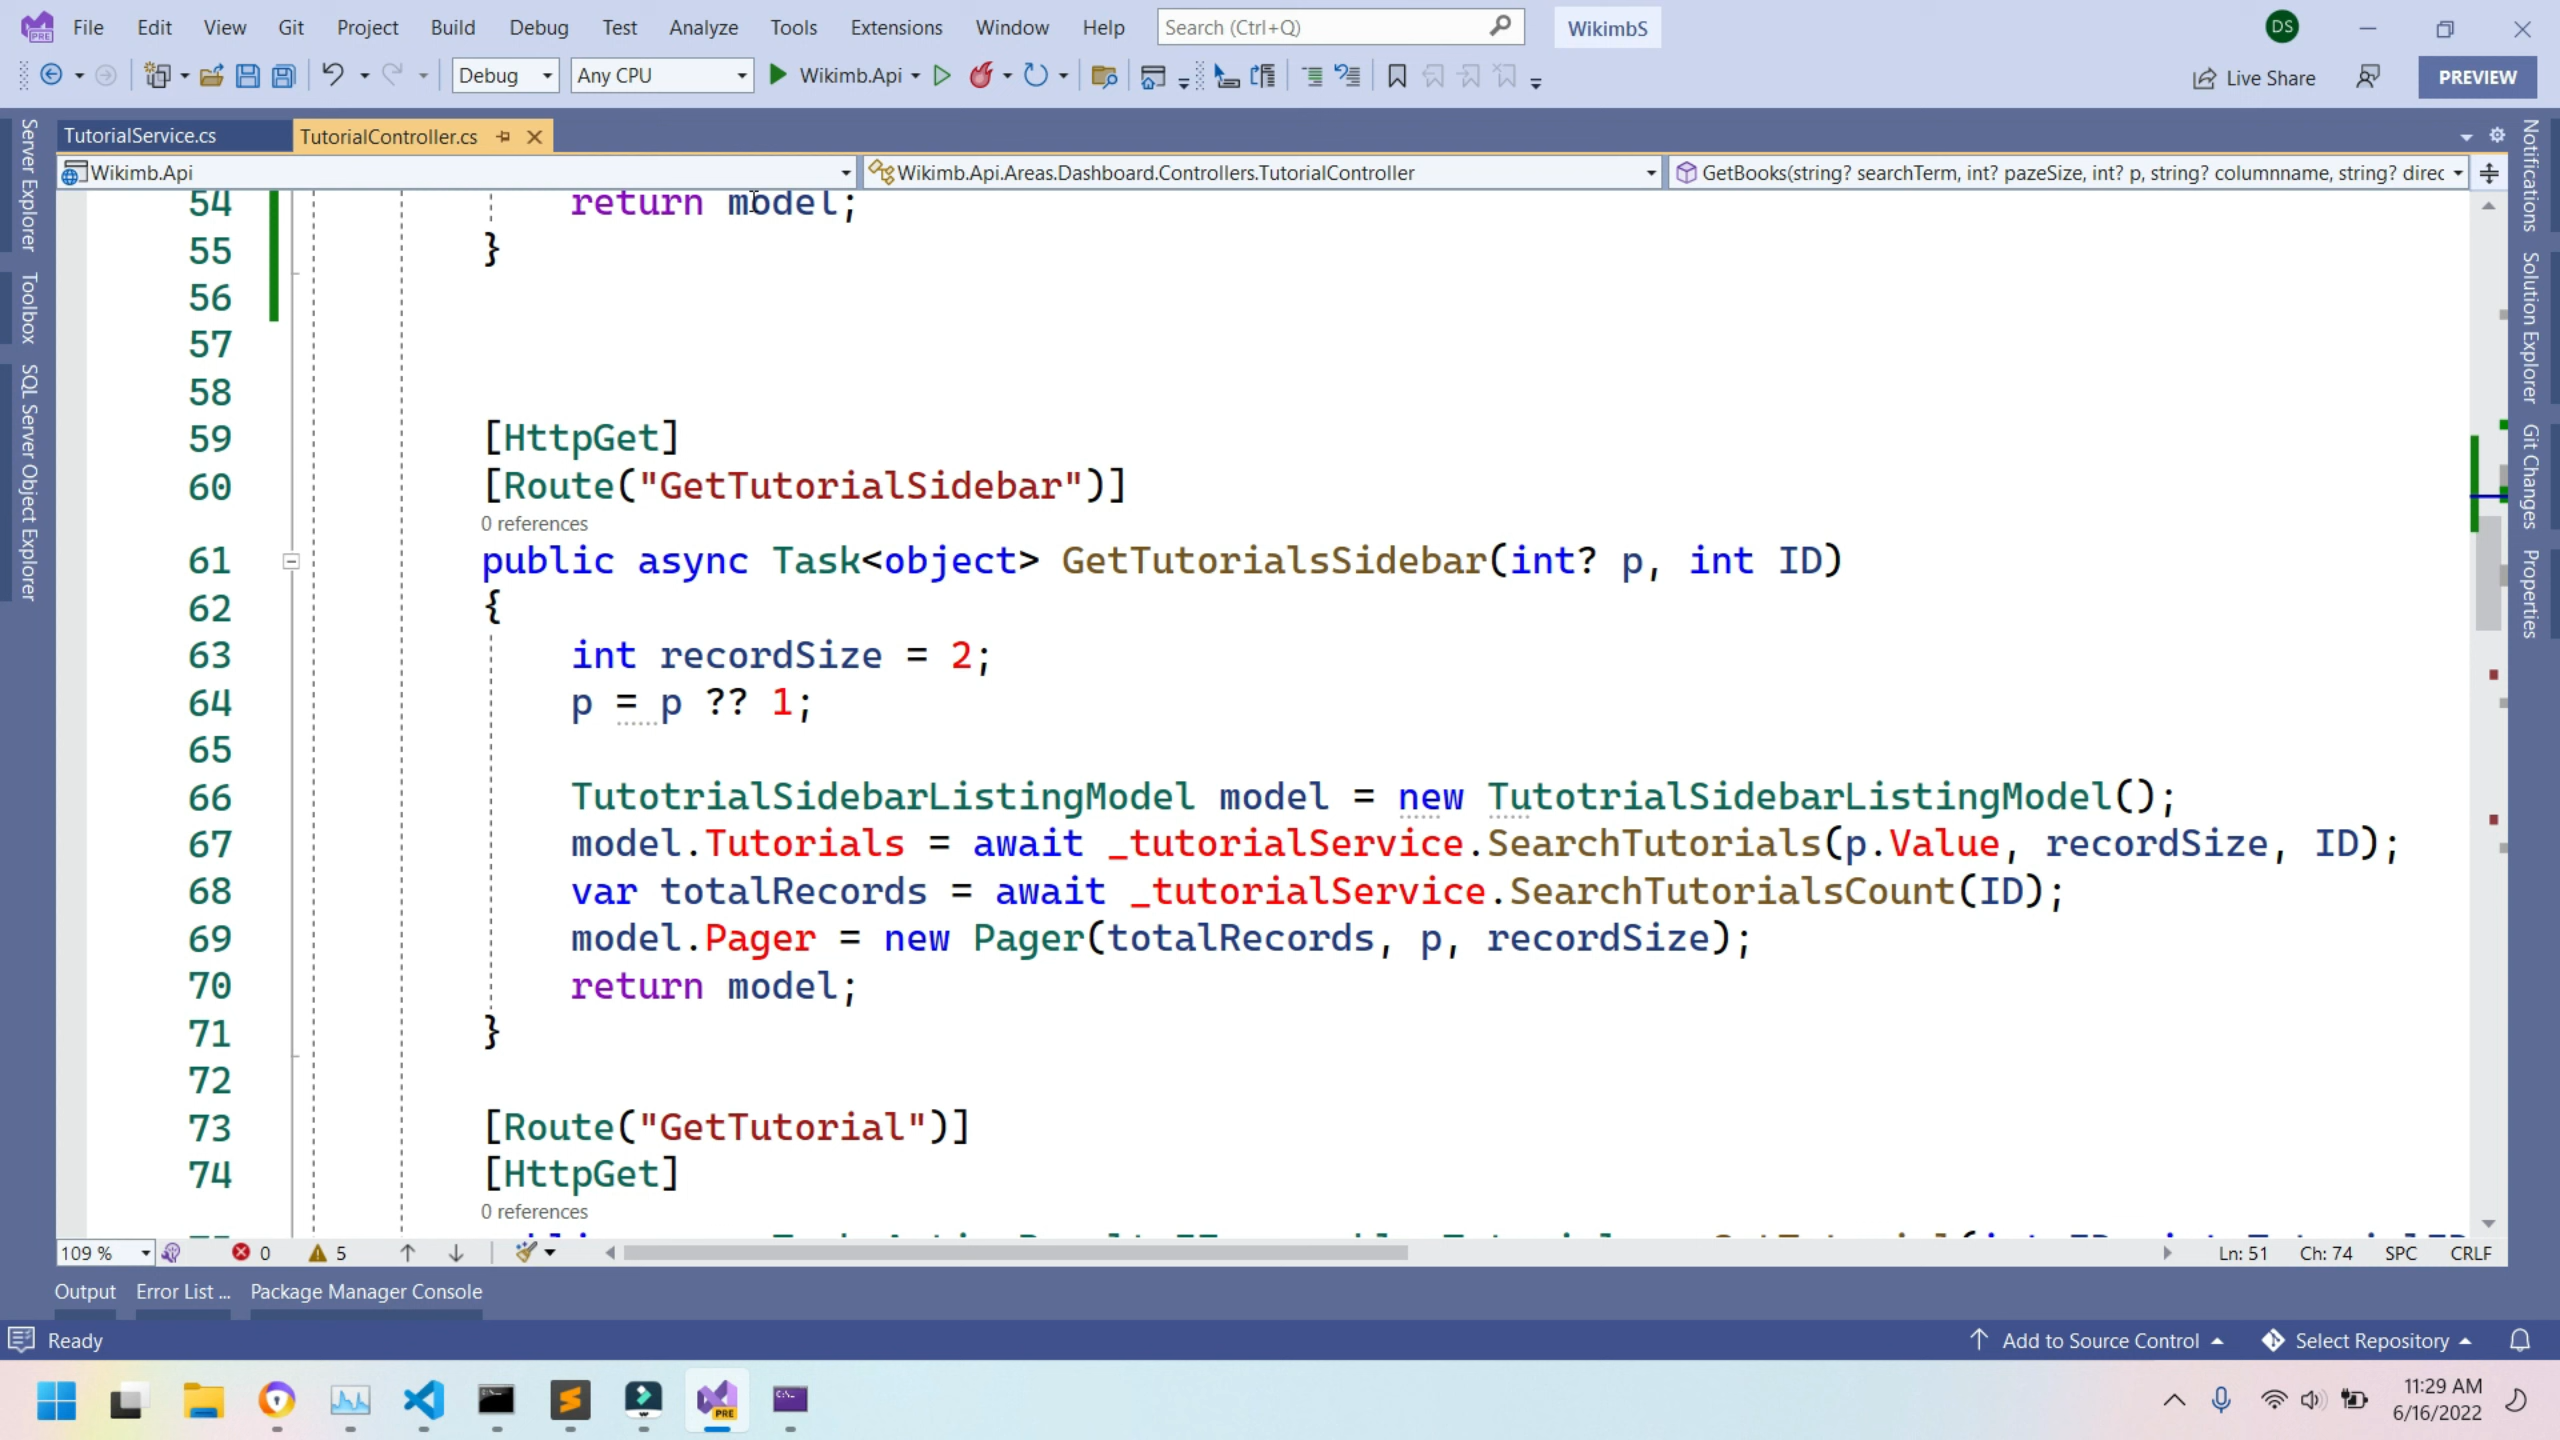 File Edit View Git Project Build Debug Test Analyze Tools Extensions Window Help Search (Ctrl+Q) WikimbS DS
Debug Any CPU Wikimb.Api Live Share PREVIEW
TutorialService.cs TutorialController.cs
Wikimb.Api Wikimb.Api.Areas.Dashboard.Controllers.TutorialController GetBooks(string? searchTerm, int? pazeSize, int? p, string? columnname, string? direc
Server Explorer
Toolbox
SQL Server Object Explorer
54 return model;
55 }
56
57
58
59 [HttpGet]
60 [Route("GetTutorialSidebar")]
0 references
61 public async Task<object> GetTutorialsSidebar(int? p, int ID)
62 {
63 int recordSize = 2;
64 p = p ?? 1;
65
66 TutotrialSidebarListingModel model = new TutotrialSidebarListingModel();
67 model.Tutorials = await _tutorialService.SearchTutorials(p.Value, recordSize, ID);
68 var totalRecords = await _tutorialService.SearchTutorialsCount(ID);
69 model.Pager = new Pager(totalRecords, p, recordSize);
70 return model;
71 }
72
73 [Route("GetTutorial")]
74 [HttpGet]
0 references
Notifications
Solution Explorer
Git Changes
Properties
109 % 0 5 Ln: 51 Ch: 74 SPC CRLF
Output Error List ... Package Manager Console
Ready Add to Source Control Select Repository
PRE
11:29 AM
6/16/2022